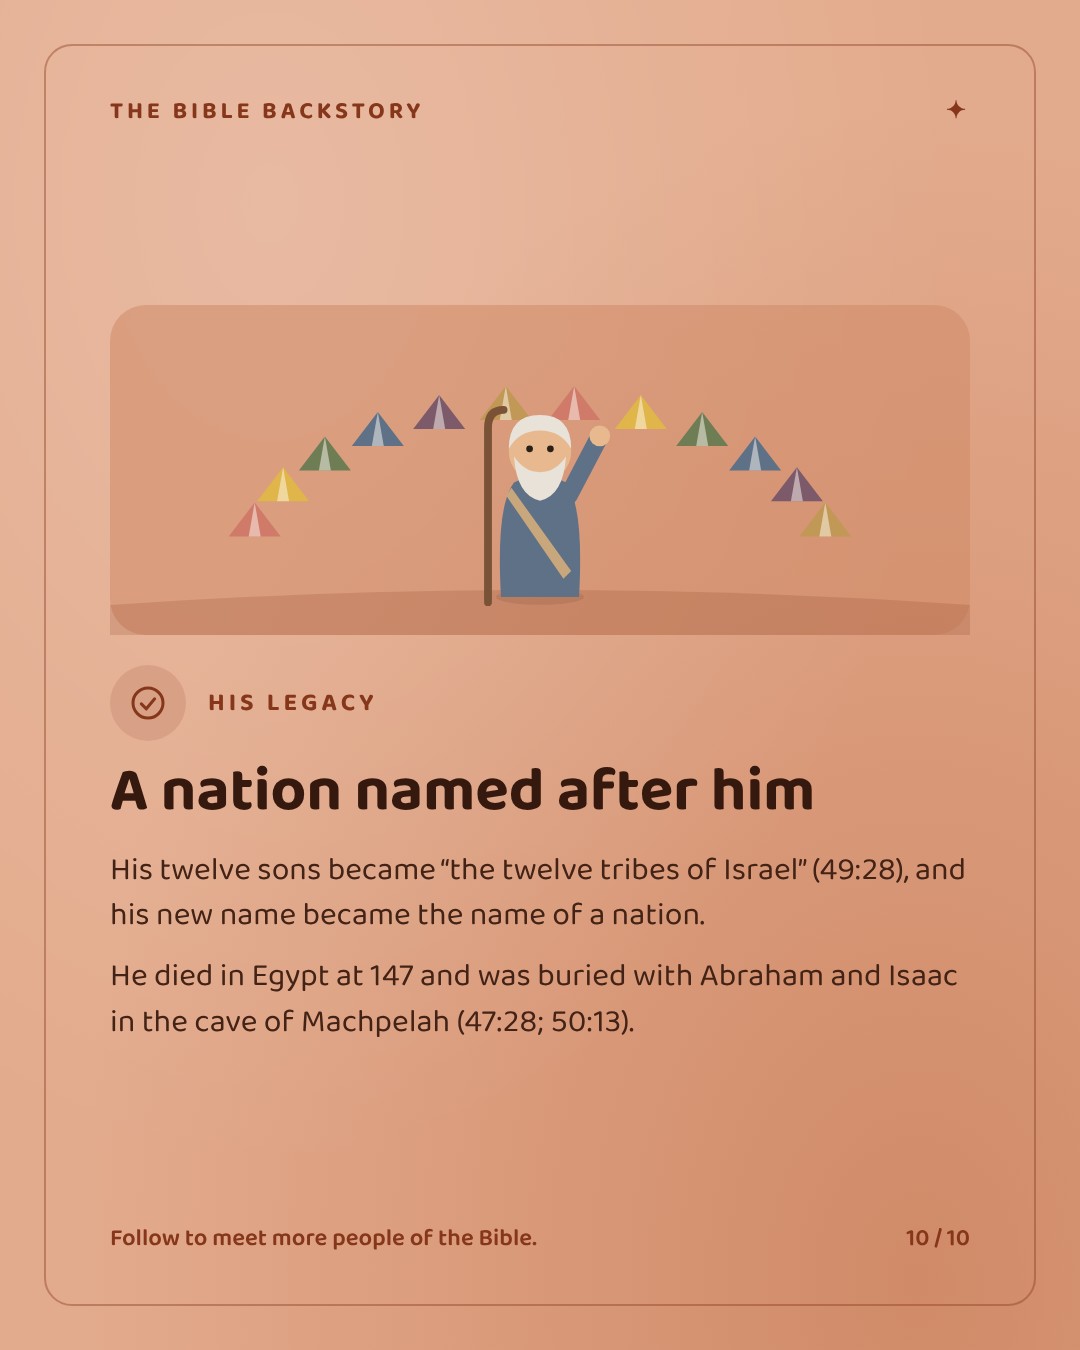 THE BIBLE BACKSTORY
HIS LEGACY
A nation named after him
His twelve sons became “the twelve tribes of Israel” (49:28), and
his new name became the name of a nation.
He died in Egypt at 147 and was buried with Abraham and Isaac
in the cave of Machpelah (47:28; 50:13).
Follow to meet more people of the Bible.
10 / 10